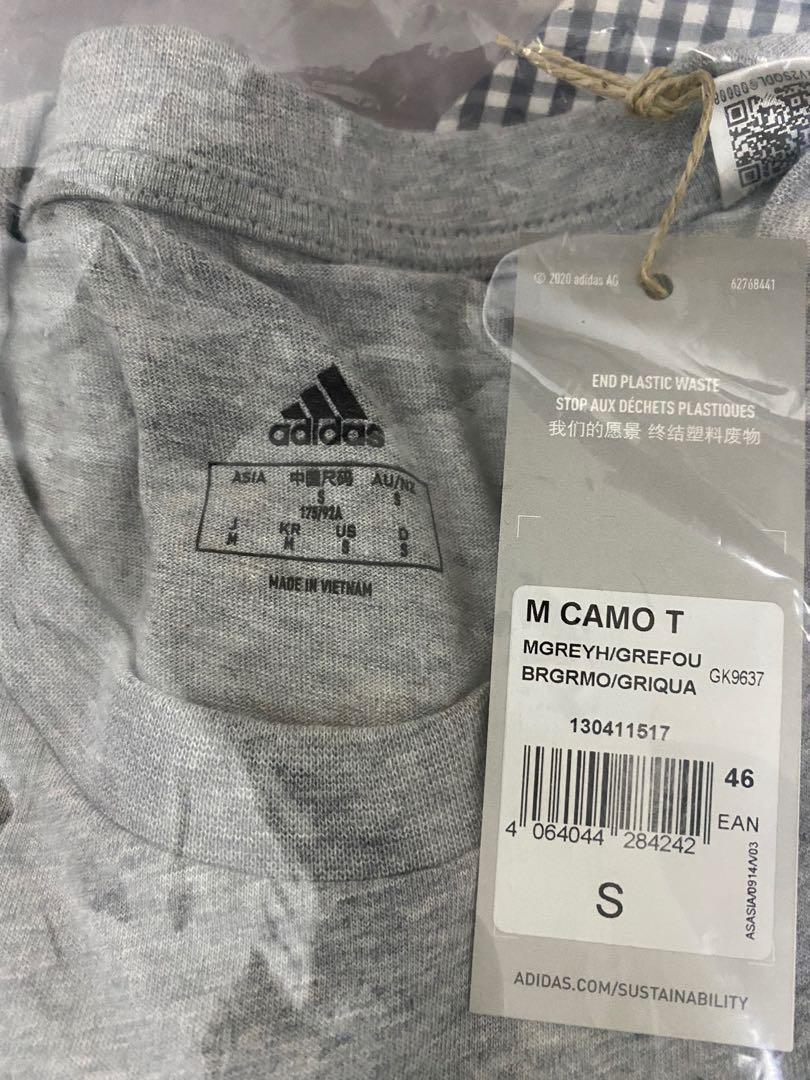 © 2020 adidas AG
62768441
END PLASTIC WASTE
STOP AUX DÉCHETS PLASTIQUES
我们的愿景 终结塑料废物
adidas
ASIA 中国尺码 AU/NZ
S S
175/92A
J KR US D
M M S S
MADE IN VIETNAM
M CAMO T
MGREYH/GREFOU
BRGRMO/GRIQUA
GK9637
130411517
46
EAN
4 064044 284242
S
ASASIA/0914/V03
ADIDAS.COM/SUSTAINABILITY